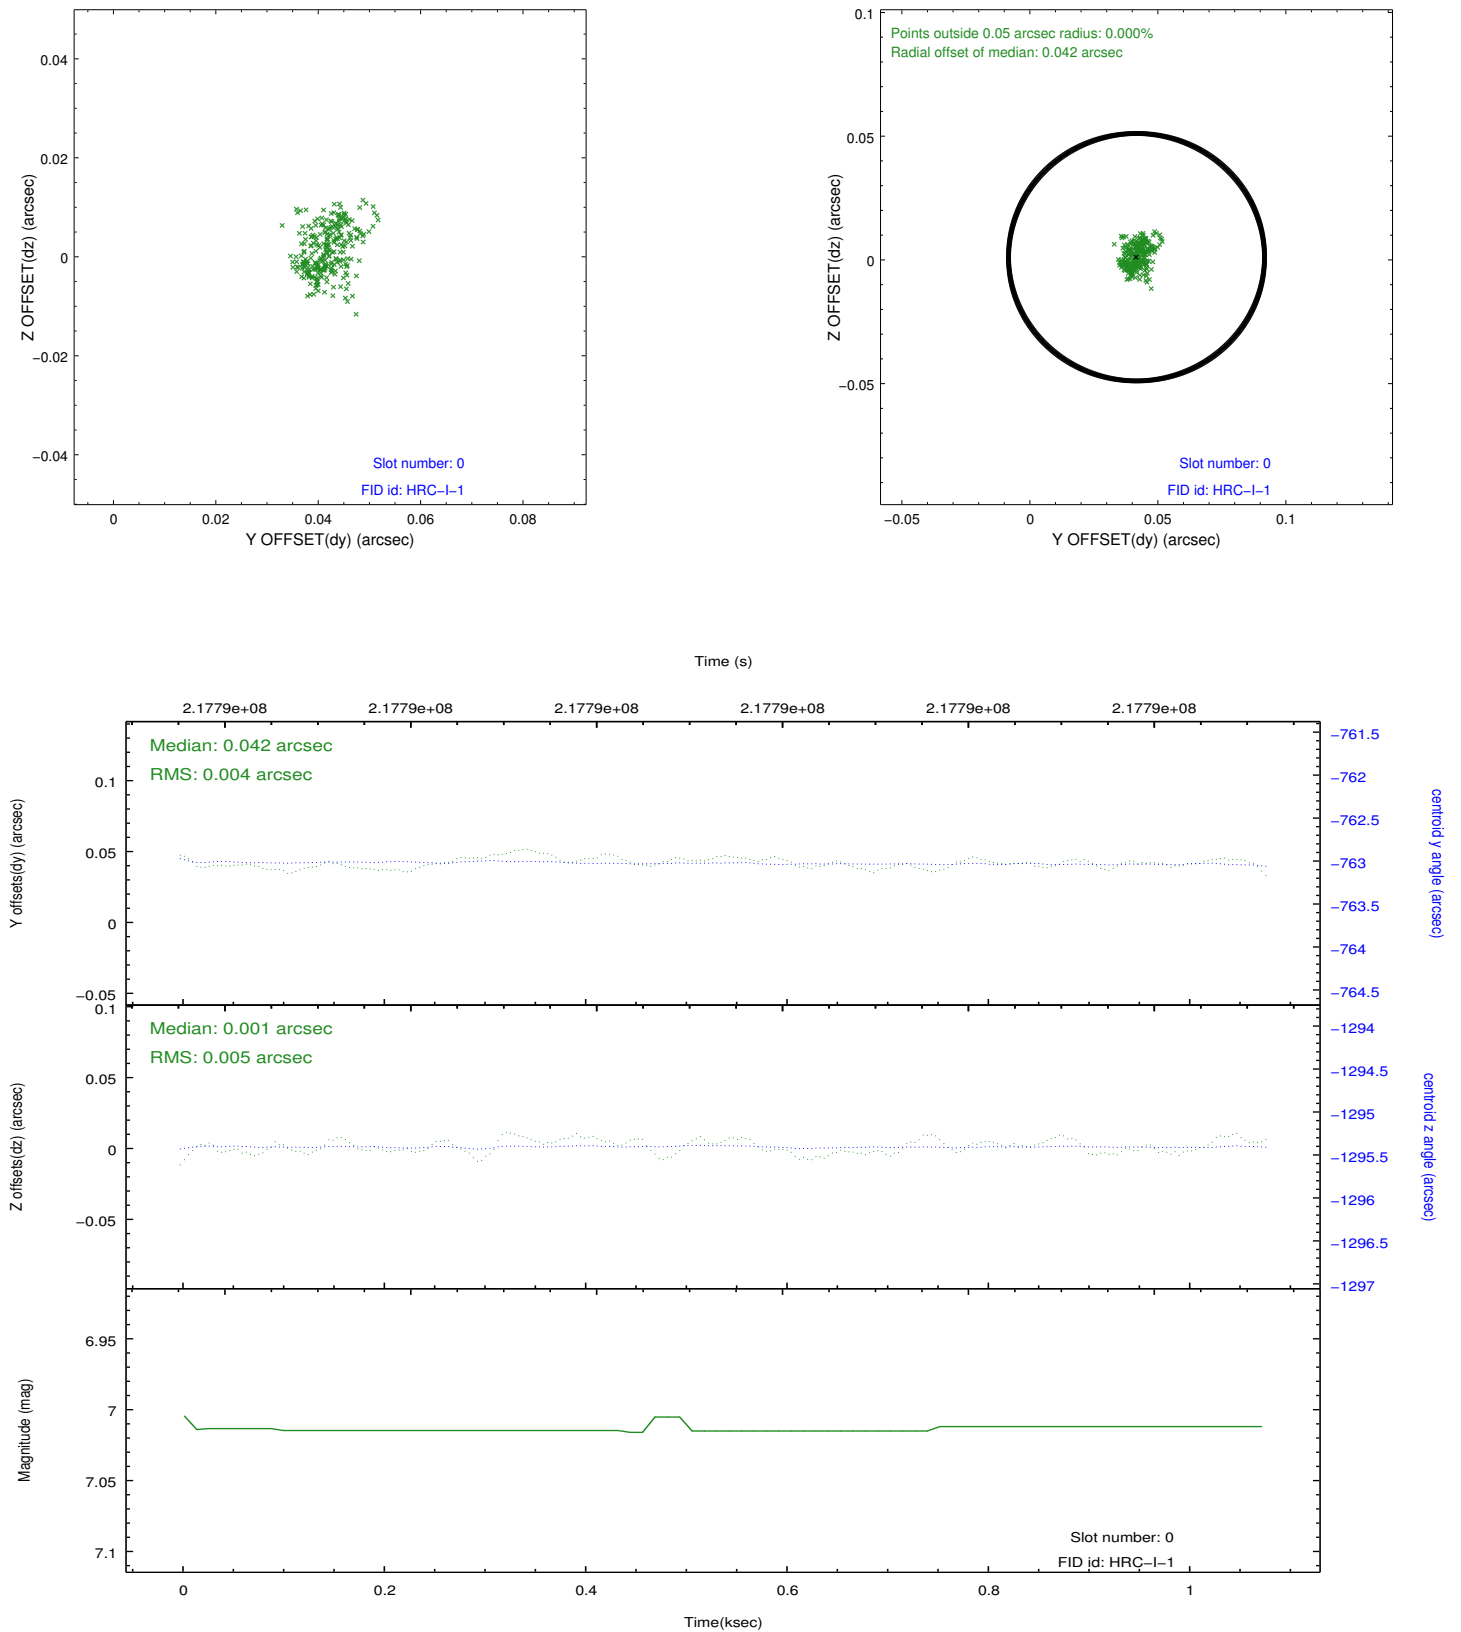 0.04
0.02
0
−0.02
−0.04
Z OFFSET(dz) (arcsec)
Slot number: 0
FID id: HRC−I−1
0 0.02 0.04 0.06 0.08
Y OFFSET(dy) (arcsec)
0.1
0.05
0
−0.05
Z OFFSET(dz) (arcsec)
Points outside 0.05 arcsec radius: 0.000%
Radial offset of median: 0.042 arcsec
Slot number: 0
FID id: HRC−I−1
−0.05 0 0.05 0.1
Y OFFSET(dy) (arcsec)
Time (s)
2.1779e+08 2.1779e+08 2.1779e+08 2.1779e+08 2.1779e+08 2.1779e+08
Median: 0.042 arcsec
RMS: 0.004 arcsec
0.1
0.05
0
−0.05
Y offsets(dy) (arcsec)
−761.5
−762
−762.5
−763
−763.5
−764
−764.5
centroid y angle (arcsec)
Median: 0.001 arcsec
RMS: 0.005 arcsec
0.1
0.05
0
−0.05
Z offsets(dz) (arcsec)
−1294
−1294.5
−1295
−1295.5
−1296
−1296.5
−1297
centroid z angle (arcsec)
6.95
7
7.05
7.1
Magnitude (mag)
Slot number: 0
FID id: HRC−I−1
0 0.2 0.4 0.6 0.8 1
Time(ksec)